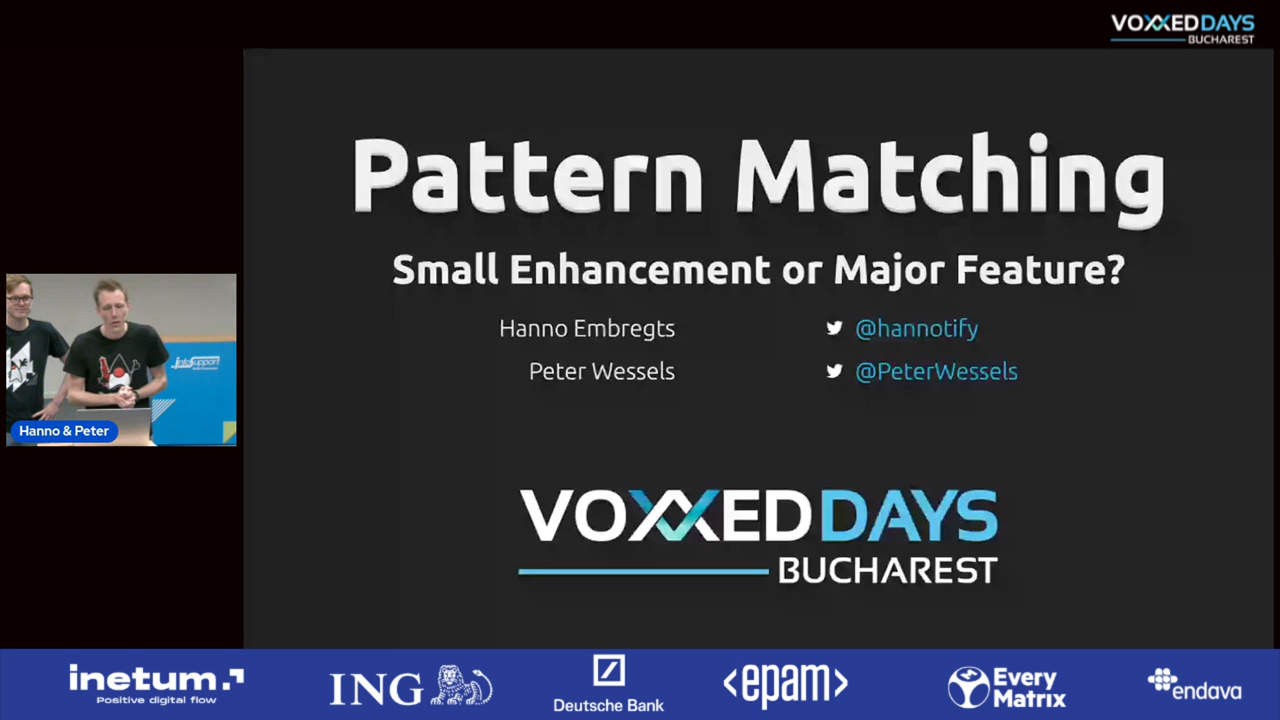 VOXXEDDAYS
BUCHAREST
Pattern Matching
Small Enhancement or Major Feature?
Hanno Embregts @hannotify
Peter Wessels @PeterWessels
infoSupport
Hanno & Peter
VOXXEDDAYS
BUCHAREST
inetum.
Positive digital flow
ING
Deutsche Bank
<epam>
Every
Matrix
endava